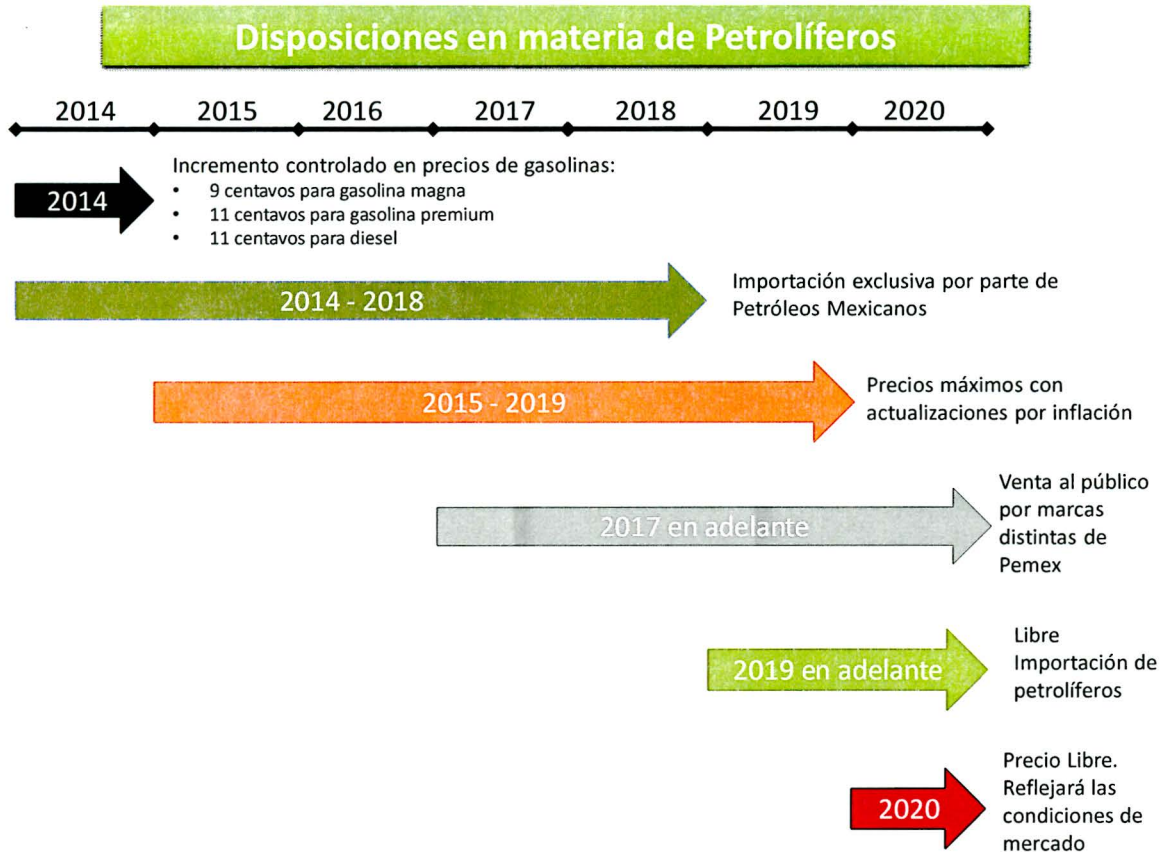 Disposiciones en materia de Petrolíferos
2014 2015 2016 2017 2018 2019 2020
2014
Incremento controlado en precios de gasolinas:
• 9 centavos para gasolina magna
• 11 centavos para gasolina premium
• 11 centavos para diesel
2014 - 2018
Importación exclusiva por parte de
Petróleos Mexicanos
2015 - 2019
Precios máximos con
actualizaciones por inflación
2017 en adelante
Venta al público
por marcas
distintas de
Pemex
2019 en adelante
Libre
Importación de
petrolíferos
2020
Precio Libre.
Reflejará las
condiciones de
mercado